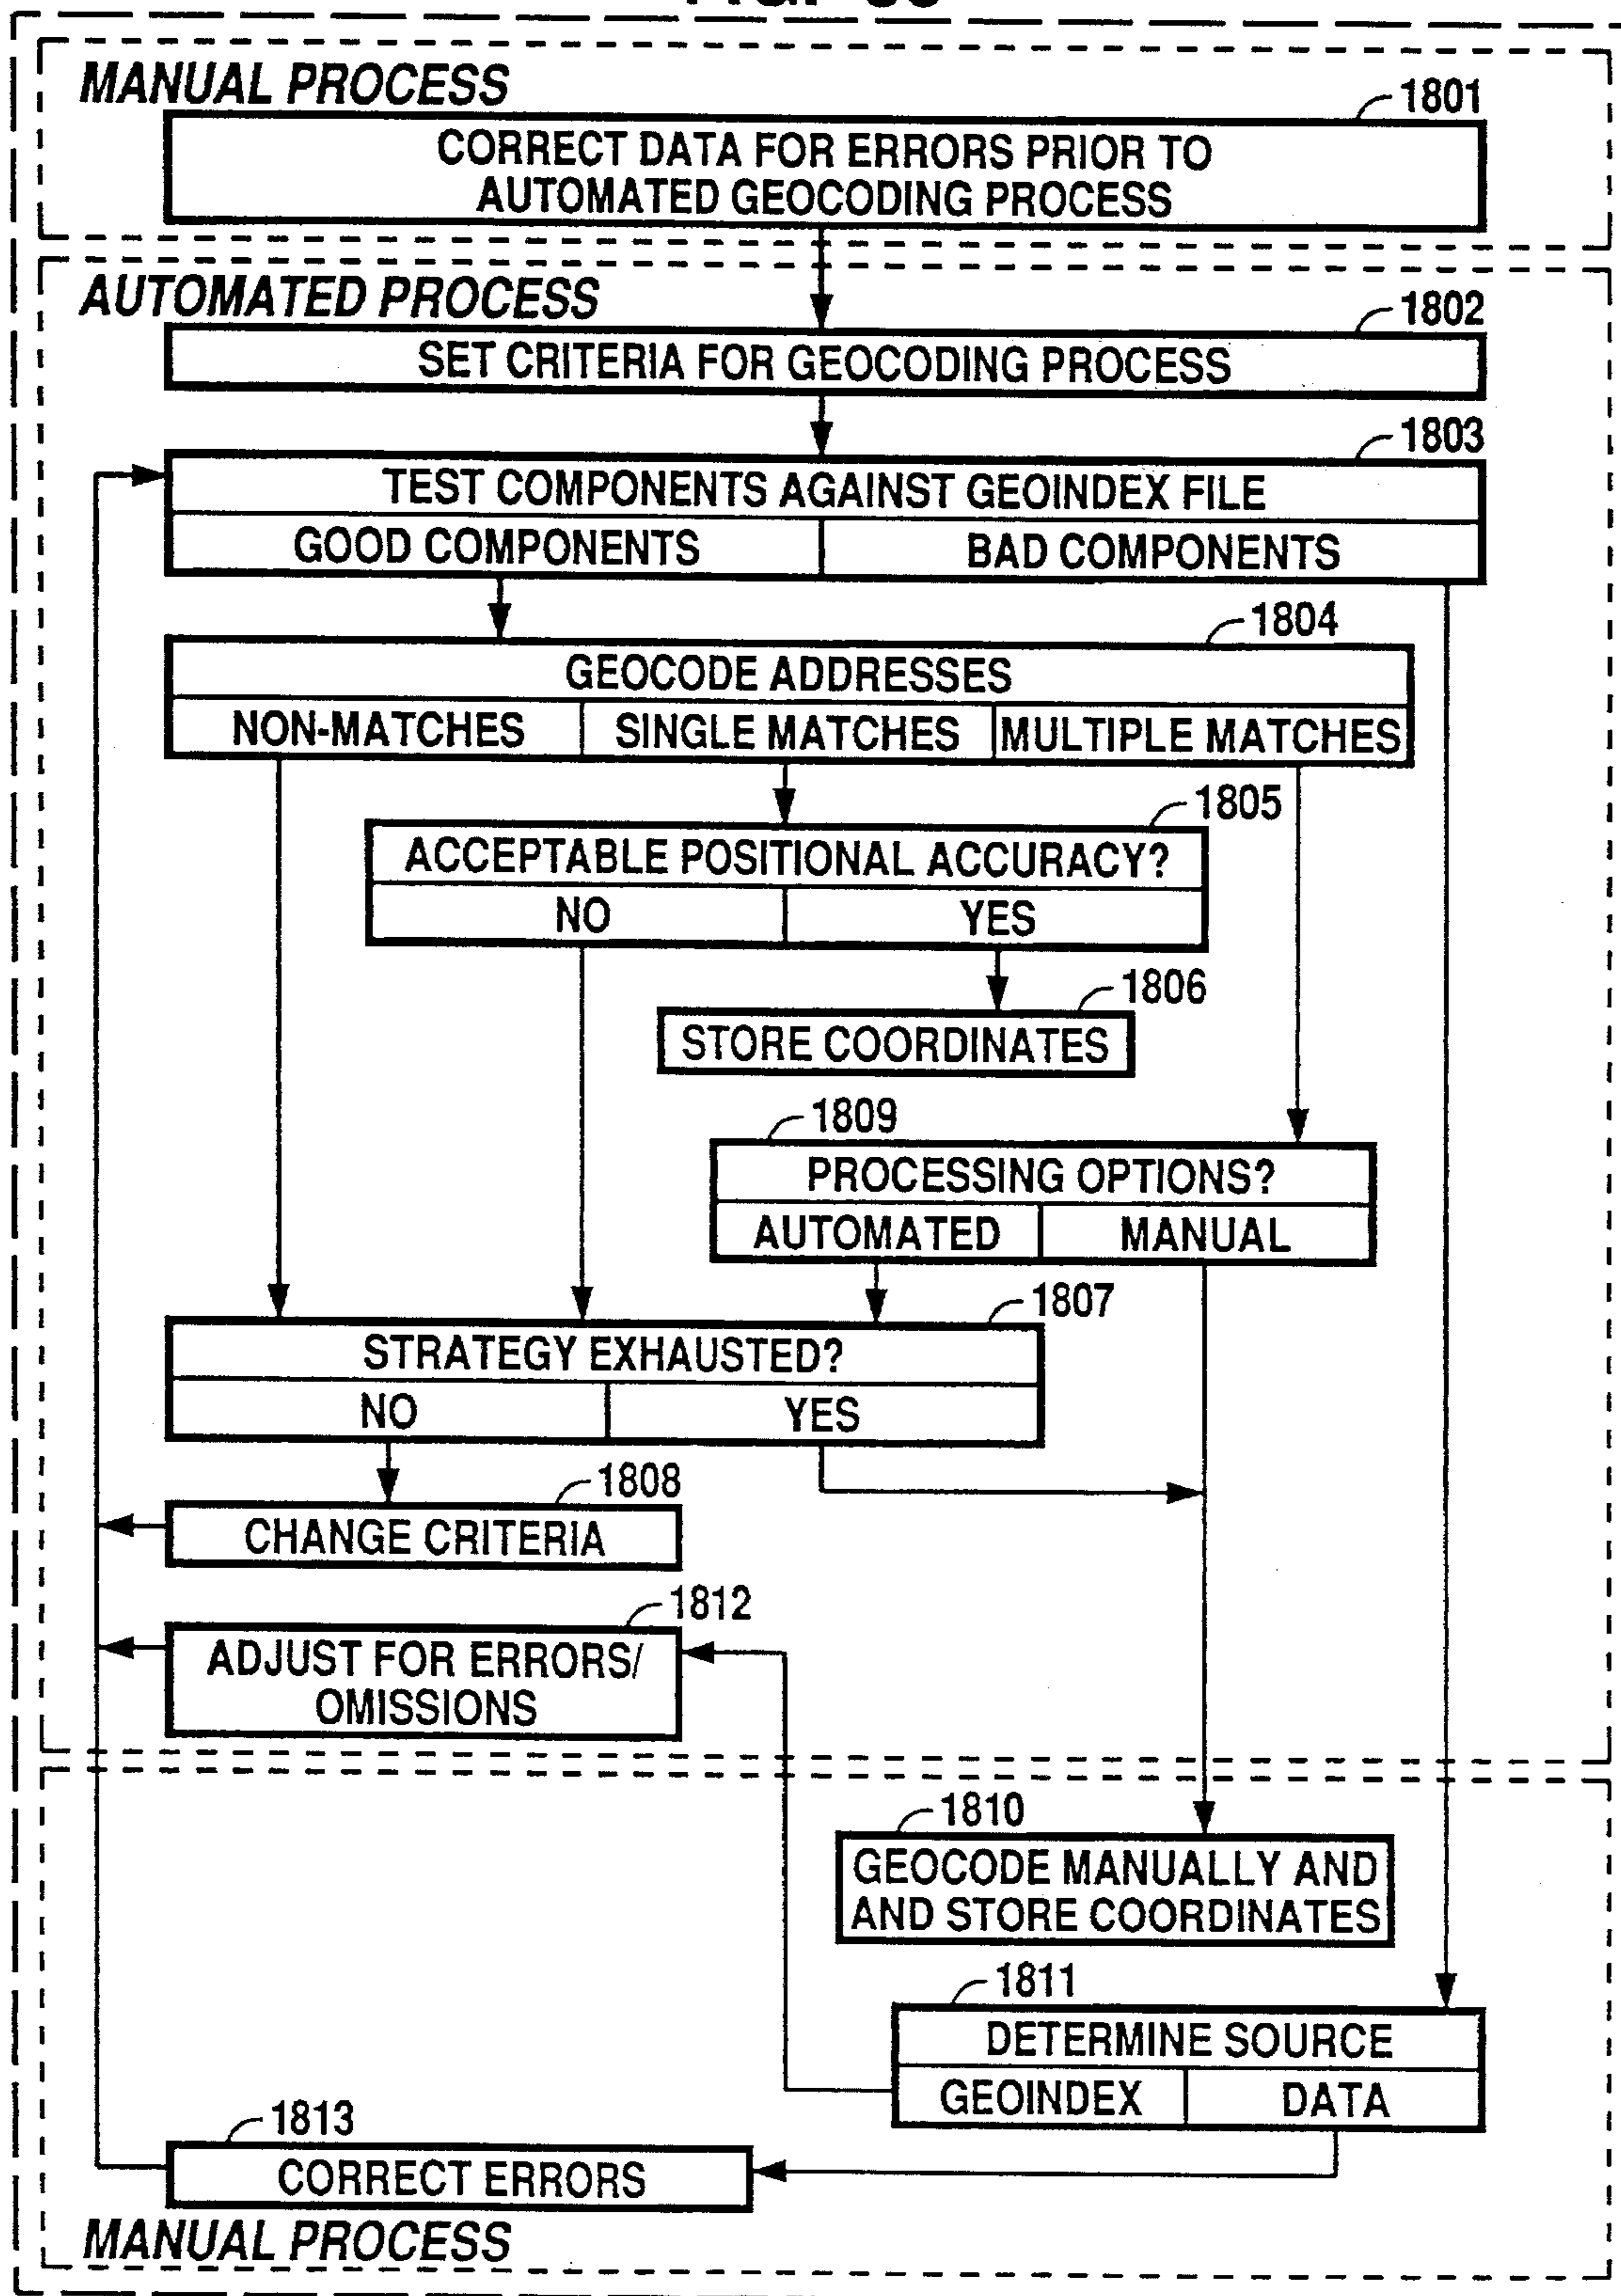 MANUAL PROCESS
1801
CORRECT DATA FOR ERRORS PRIOR TO
AUTOMATED GEOCODING PROCESS
AUTOMATED PROCESS
1802
SET CRITERIA FOR GEOCODING PROCESS
1803
TEST COMPONENTS AGAINST GEOINDEX FILE
GOOD COMPONENTS
BAD COMPONENTS
1804
GEOCODE ADDRESSES
NON-MATCHES
SINGLE MATCHES
MULTIPLE MATCHES
1805
ACCEPTABLE POSITIONAL ACCURACY?
NO
YES
1806
STORE COORDINATES
1809
PROCESSING OPTIONS?
AUTOMATED
MANUAL
1807
STRATEGY EXHAUSTED?
NO
YES
1808
CHANGE CRITERIA
1812
ADJUST FOR ERRORS/
OMISSIONS
1810
GEOCODE MANUALLY AND
AND STORE COORDINATES
1811
DETERMINE SOURCE
GEOINDEX
DATA
1813
CORRECT ERRORS
MANUAL PROCESS